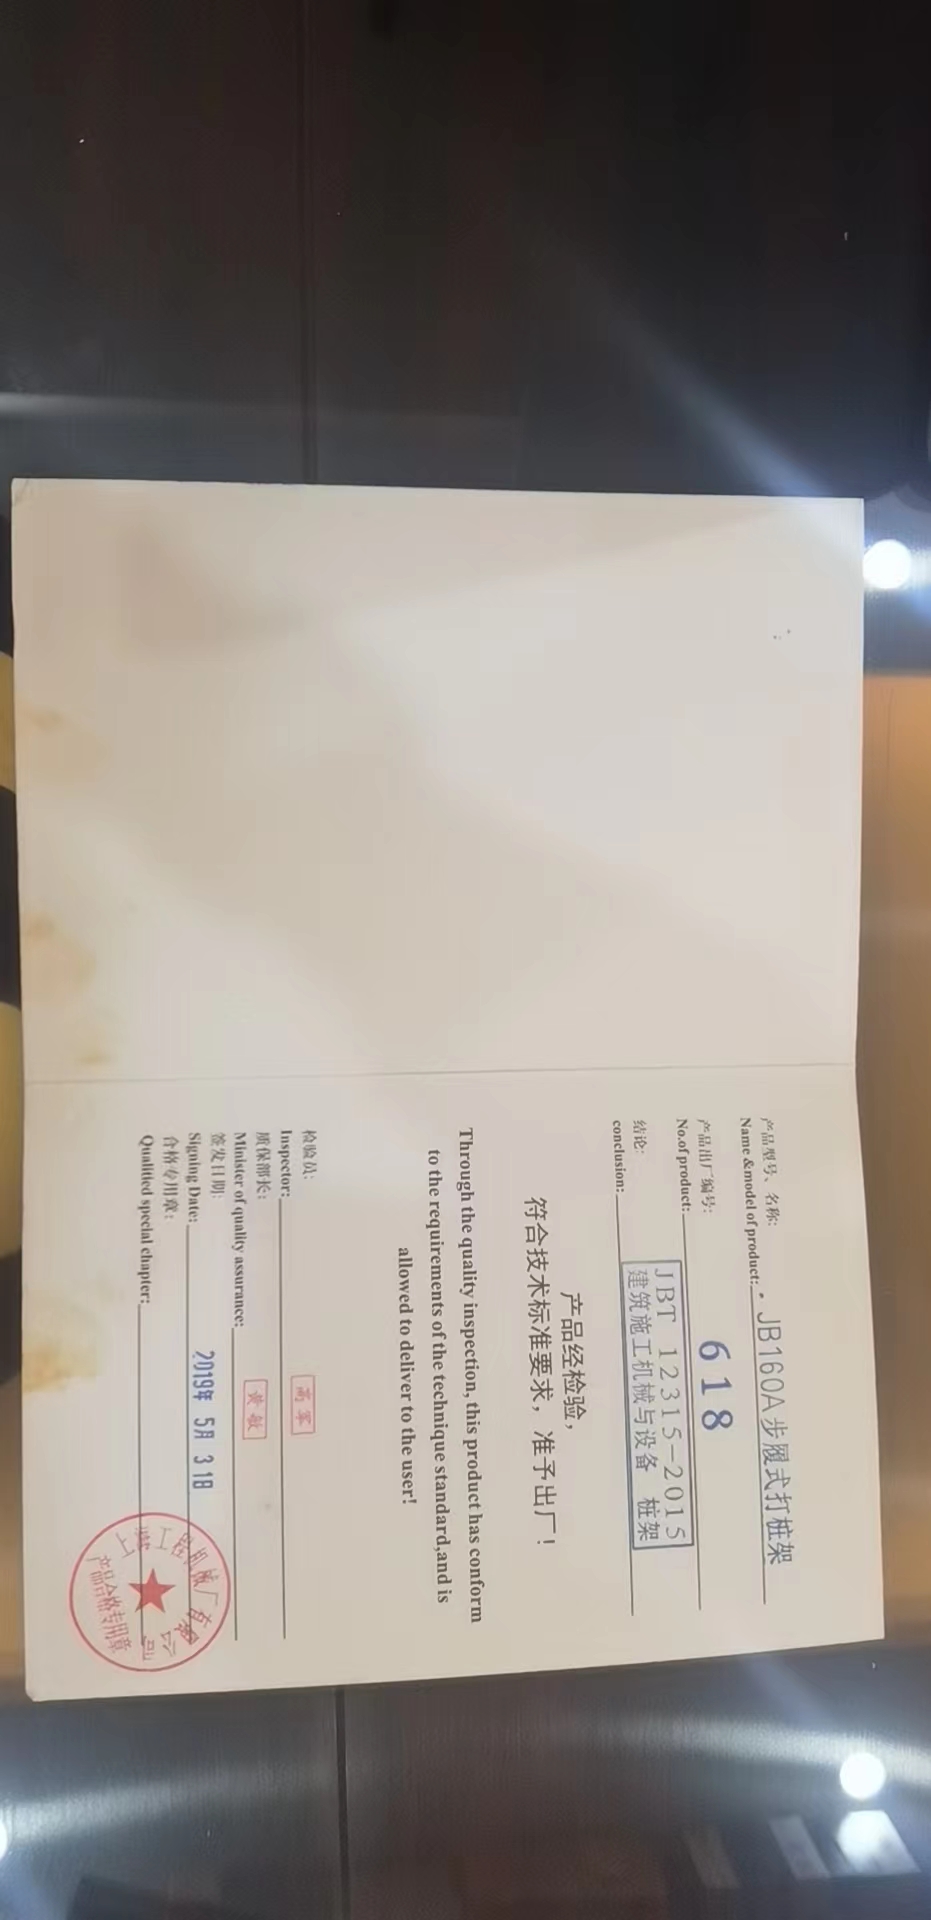 产品型号、名称:
Name &model of product: JB160A步履式打桩架
产品出厂编号:
No.of product: 618
结论:
conclusion: JBT 12315-2015
建筑施工机械与设备 桩架
产品经检验，
符合技术标准要求，准予出厂！
Through the quality inspection, this product has conform
to the requirements of the technique standard,and is
allowed to deliver to the user!
检验员:
Inspector: 高军
质保部长:
Minister of quality assurance: 黄敏
签发日期:
Signing Date: 2019年 5月 31日
合格专用章:
Qualitied special chapter:
上海工程机械厂有限公司
产品合格专用章